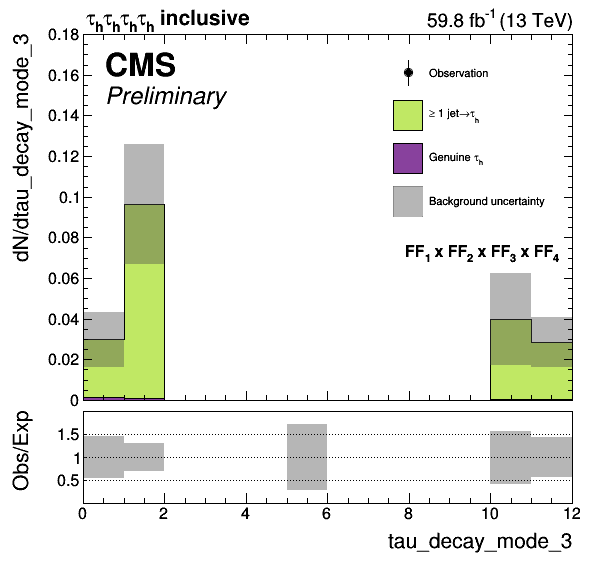 τhτhτhτh inclusive
59.8 fb⁻¹ (13 TeV)
dN/dtau_decay_mode_3
0.18
0.16
0.14
0.12
0.1
0.08
0.06
0.04
0.02
0
CMS
Preliminary
Observation
≥ 1 jet→τh
Genuine τh
Background uncertainty
FF₁ x FF₂ x FF₃ x FF₄
Obs/Exp
1.5
1
0.5
0 2 4 6 8 10 12
tau_decay_mode_3